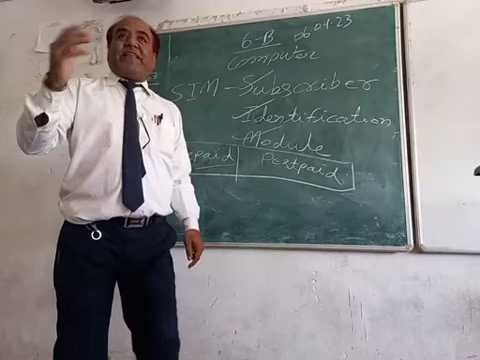 6-B 06.04.23
Computer
SIM - Subscriber
Identification
Module
Postpaid